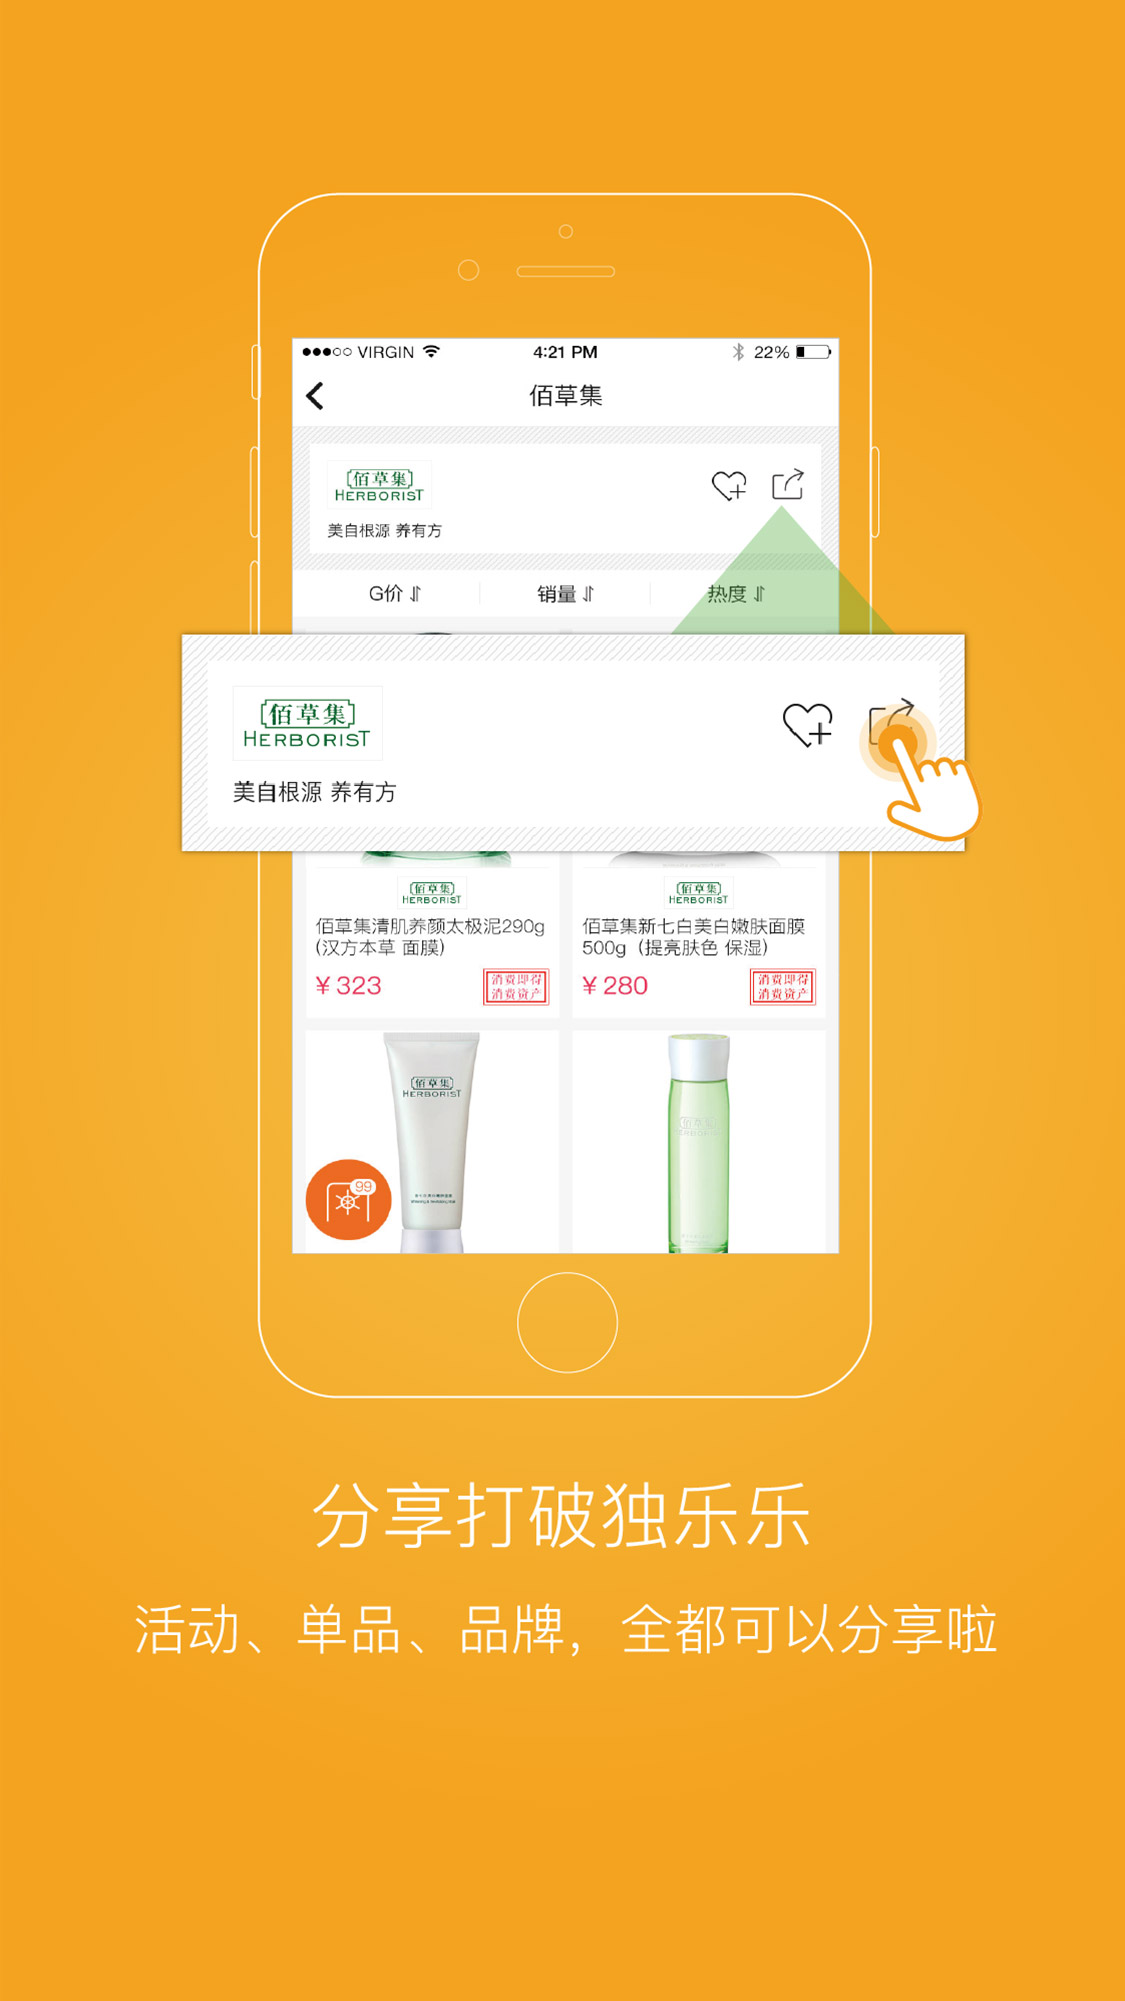 VIRGIN 4:21 PM 22%
佰草集
佰草集
HERBORIST
美自根源 养有方
G价 销量 热度
佰草集
HERBORIST
美自根源 养有方
佰草集
HERBORIST
佰草集清肌养颜太极泥290g
(汉方本草 面膜)
¥323
消费即得
消费资产
佰草集
HERBORIST
佰草集新七白美白嫩肤面膜
500g (提亮肤色 保湿)
¥280
消费即得
消费资产
佰草集
HERBORIST
佰草集
HERBORIST
99
分享打破独乐乐
活动、单品、品牌，全都可以分享啦